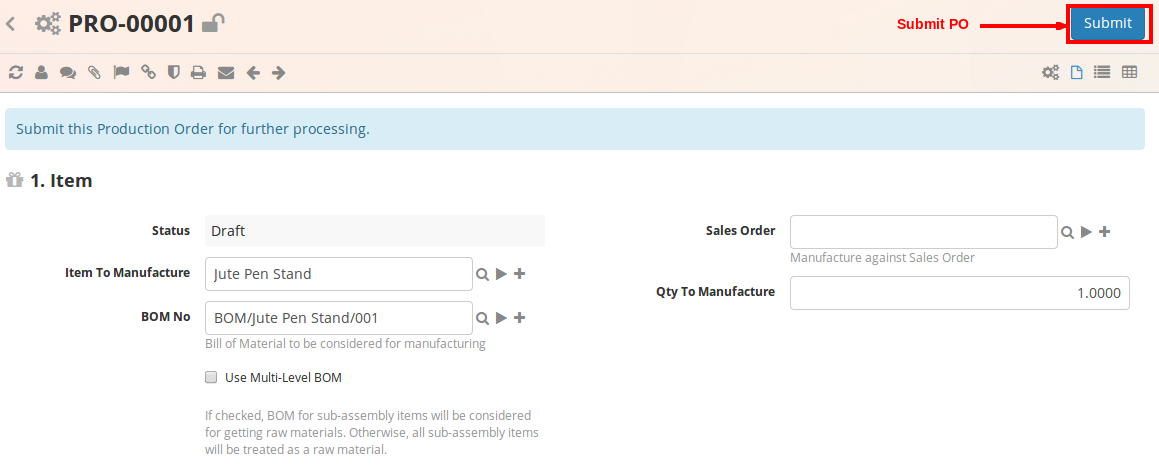 PRO-00001
Submit PO
Submit
Submit this Production Order for further processing.
1. Item
Status
Draft
Item To Manufacture
Jute Pen Stand
BOM No
BOM/Jute Pen Stand/001
Bill of Material to be considered for manufacturing
Use Multi-Level BOM
If checked, BOM for sub-assembly items will be considered
for getting raw materials. Otherwise, all sub-assembly items
will be treated as a raw material.
Sales Order
Manufacture against Sales Order
Qty To Manufacture
1.0000